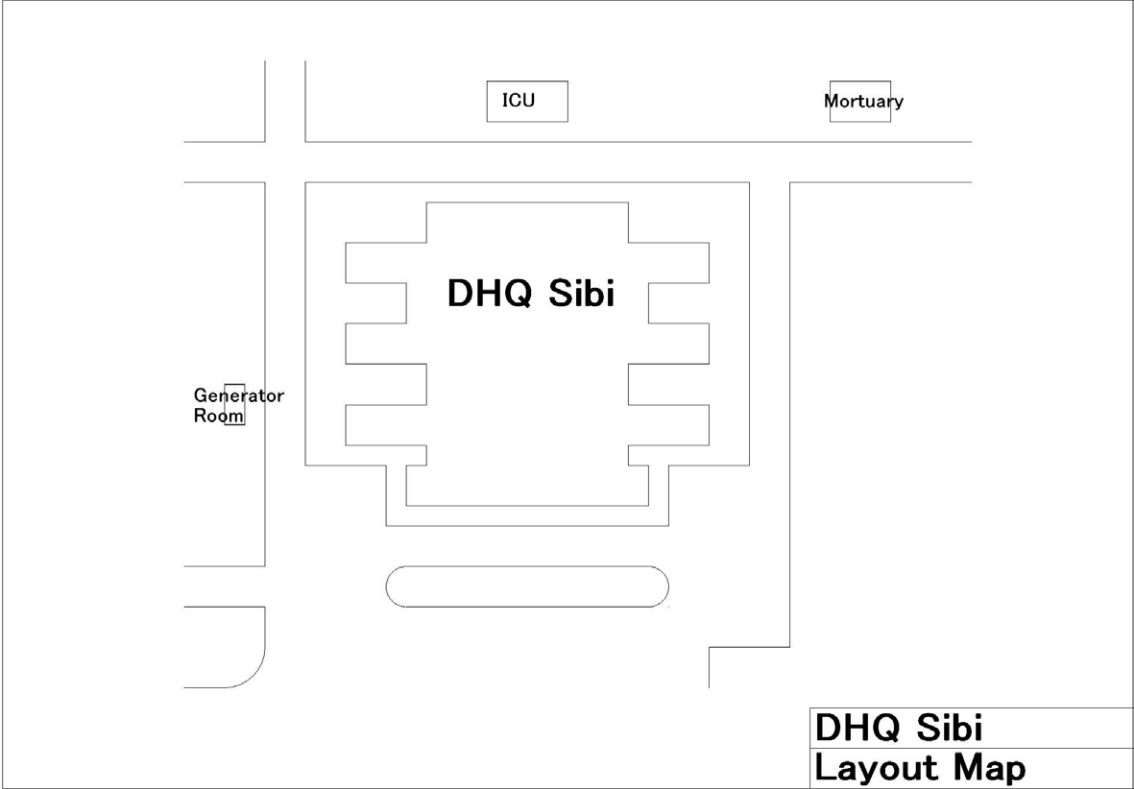 ICU
Mortuary
DHQ Sibi
Generator
Room
DHQ Sibi
Layout Map